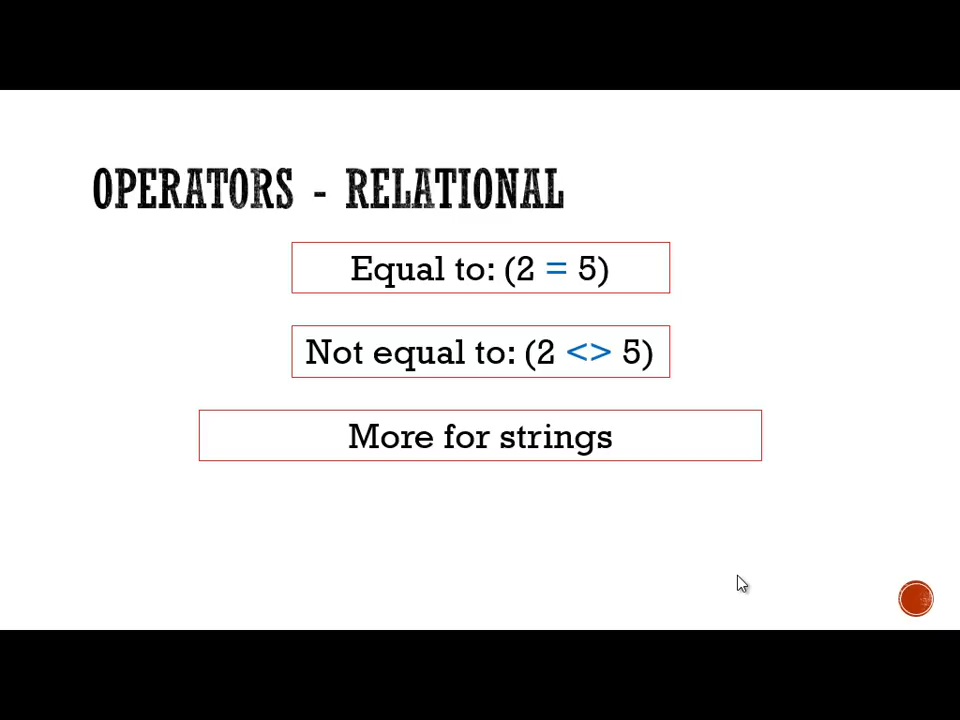 OPERATORS - RELATIONAL
Equal to: (2 = 5)
Not equal to: (2 <> 5)
More for strings